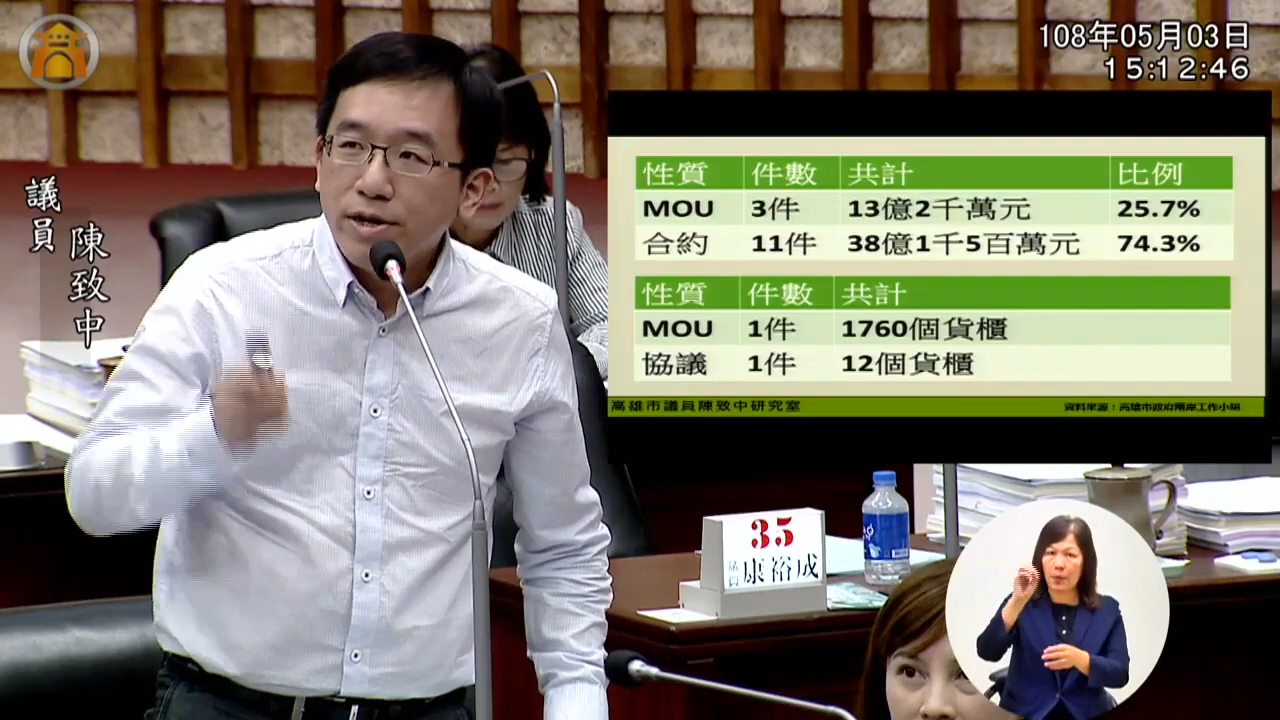 108年05月03日
15:12:46
議員
陳致中
性質 件數 共計 比例
MOU 3件 13億2千萬元 25.7%
合約 11件 38億1千5百萬元 74.3%
性質 件數 共計
MOU 1件 1760個貨櫃
協議 1件 12個貨櫃
高雄市議員陳致中研究室
資料來源：高雄市政府兩岸工作小組
35
議員 康裕成